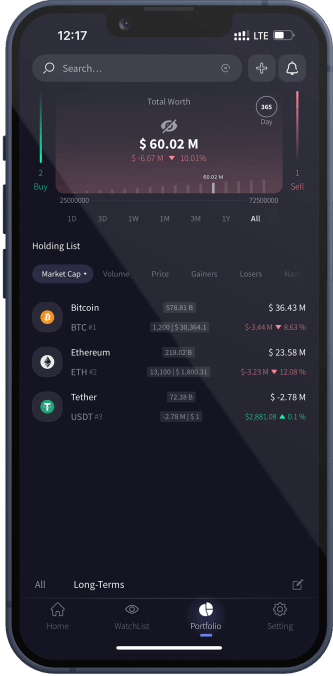 12:17 LTE
Search...
Total Worth
365
Day
$ 60.02 M
$ -6.67 M ▼ 10.01%
2
Buy
1
Sell
60.02 M
25000000 72500000
1D 1D 1W 1M 3M 1Y All
Holding List
Market Cap Volume Price Gainers Losers Name
Bitcoin 578.81 B $ 36.43 M
BTC #1 1,200 | $ 30,364.1 $-3.44 M ▼ 8.63 %
Ethereum 218.02 B $ 23.58 M
ETH #2 13,100 | $ 1,800.31 $-3.23 M ▼ 12.08 %
Tether 72.38 B $ -2.78 M
USDT #3 -2.78 M | $ 1 $2,881.08 ▲ 0.1 %
All Long-Terms
Home WatchList Portfolio Setting